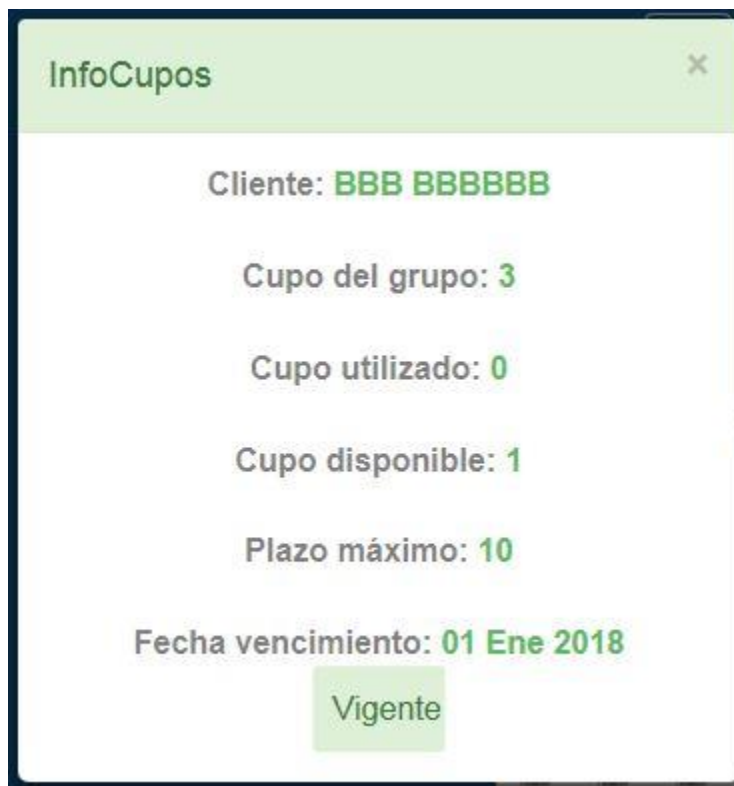 InfoCupos ×
Cliente: BBB BBBBBB
Cupo del grupo: 3
Cupo utilizado: 0
Cupo disponible: 1
Plazo máximo: 10
Fecha vencimiento: 01 Ene 2018
Vigente